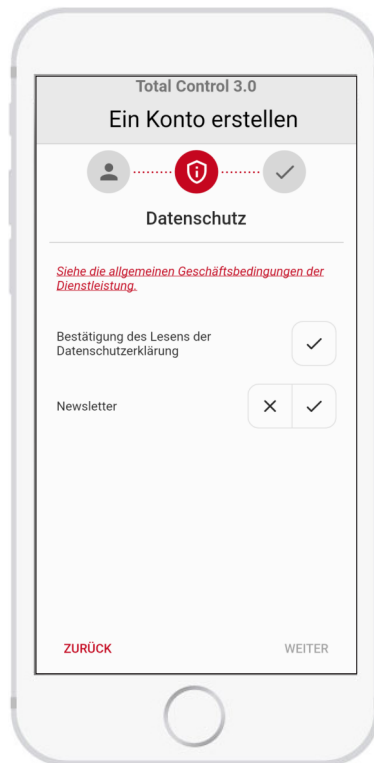 Total Control 3.0
Ein Konto erstellen
Datenschutz
Siehe die allgemeinen Geschäftsbedingungen der
Dienstleistung.
Bestätigung des Lesens der
Datenschutzerklärung
Newsletter
ZURÜCK
WEITER